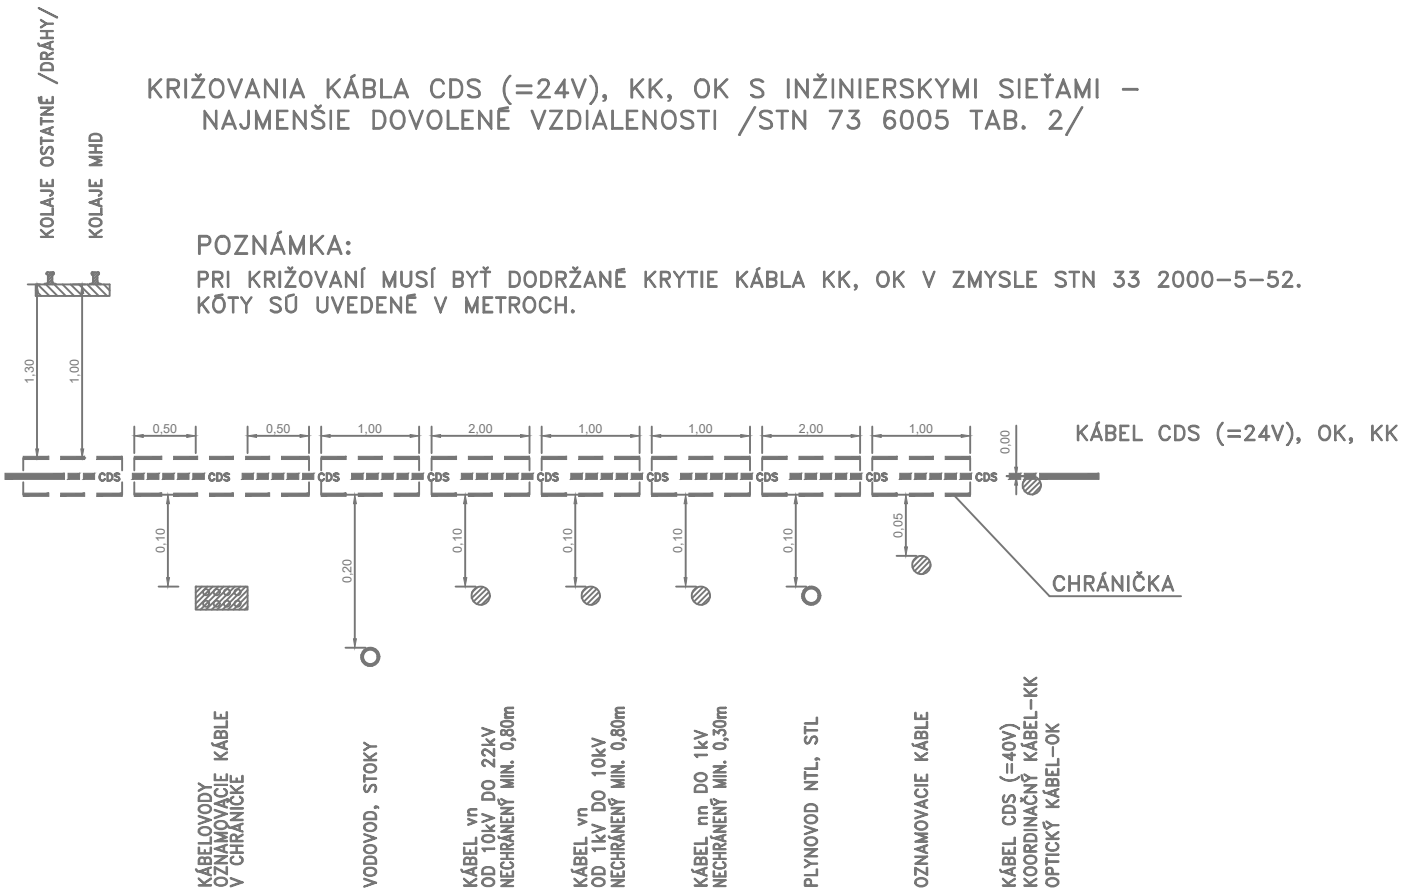 KOLAJE OSTATNÉ /DRÁHY/
KOLAJE MHD
KRIŽOVANIA KÁBLA CDS (=24V), KK, OK S INŽINIERSKYMI SIEŤAMI –
NAJMENŠIE DOVOLENÉ VZDIALENOSTI /STN 73 6005 TAB. 2/
POZNÁMKA:
PRI KRIŽOVANÍ MUSÍ BYŤ DODRŽANÉ KRYTIE KÁBLA KK, OK V ZMYSLE STN 33 2000–5–52.
KÓTY SÚ UVEDENÉ V METROCH.
1,30
1,00
0,50
0,50
1,00
2,00
1,00
1,00
2,00
1,00
0,00
KÁBEL CDS (=24V), OK, KK
CDS
CDS
CDS
CDS
CDS
CDS
CDS
CDS
CDS
0,10
0,20
0,10
0,10
0,10
0,10
0,05
CHRÁNIČKA
KÁBELOVODY
OZNAMOVACIE KÁBLE
V CHRÁNIČKE
VODOVOD, STOKY
KÁBEL vn
OD 10kV DO 22kV
NECHRÁNENÝ MIN. 0,80m
KÁBEL vn
OD 1kV DO 10kV
NECHRÁNENÝ MIN. 0,80m
KÁBEL nn DO 1kV
NECHRÁNENÝ MIN. 0,30m
PLYNOVOD NTL, STL
OZNAMOVACIE KÁBLE
KÁBEL CDS (=40V)
KOORDINAČNÝ KÁBEL–KK
OPTICKÝ KÁBEL–OK